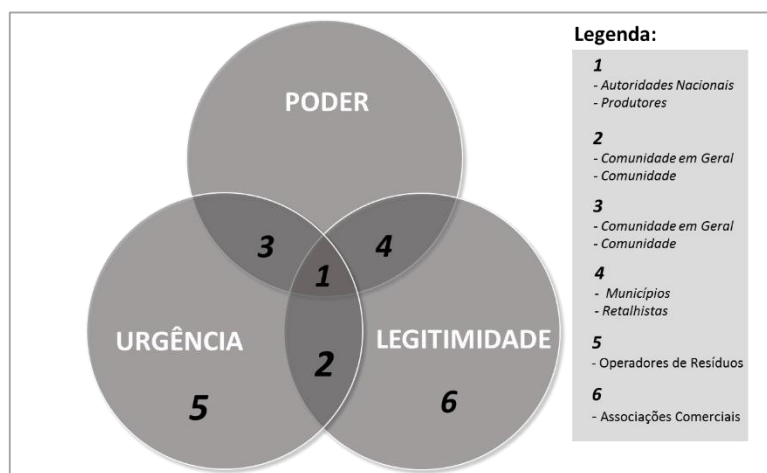 PODER
3
4
1
URGÊNCIA
LEGITIMIDADE
2
5
6
Legenda:
1
- Autoridades Nacionais
- Produtores
2
- Comunidade em Geral
- Comunidade
3
- Comunidade em Geral
- Comunidade
4
- Municípios
- Retalhistas
5
- Operadores de Resíduos
6
- Associações Comerciais